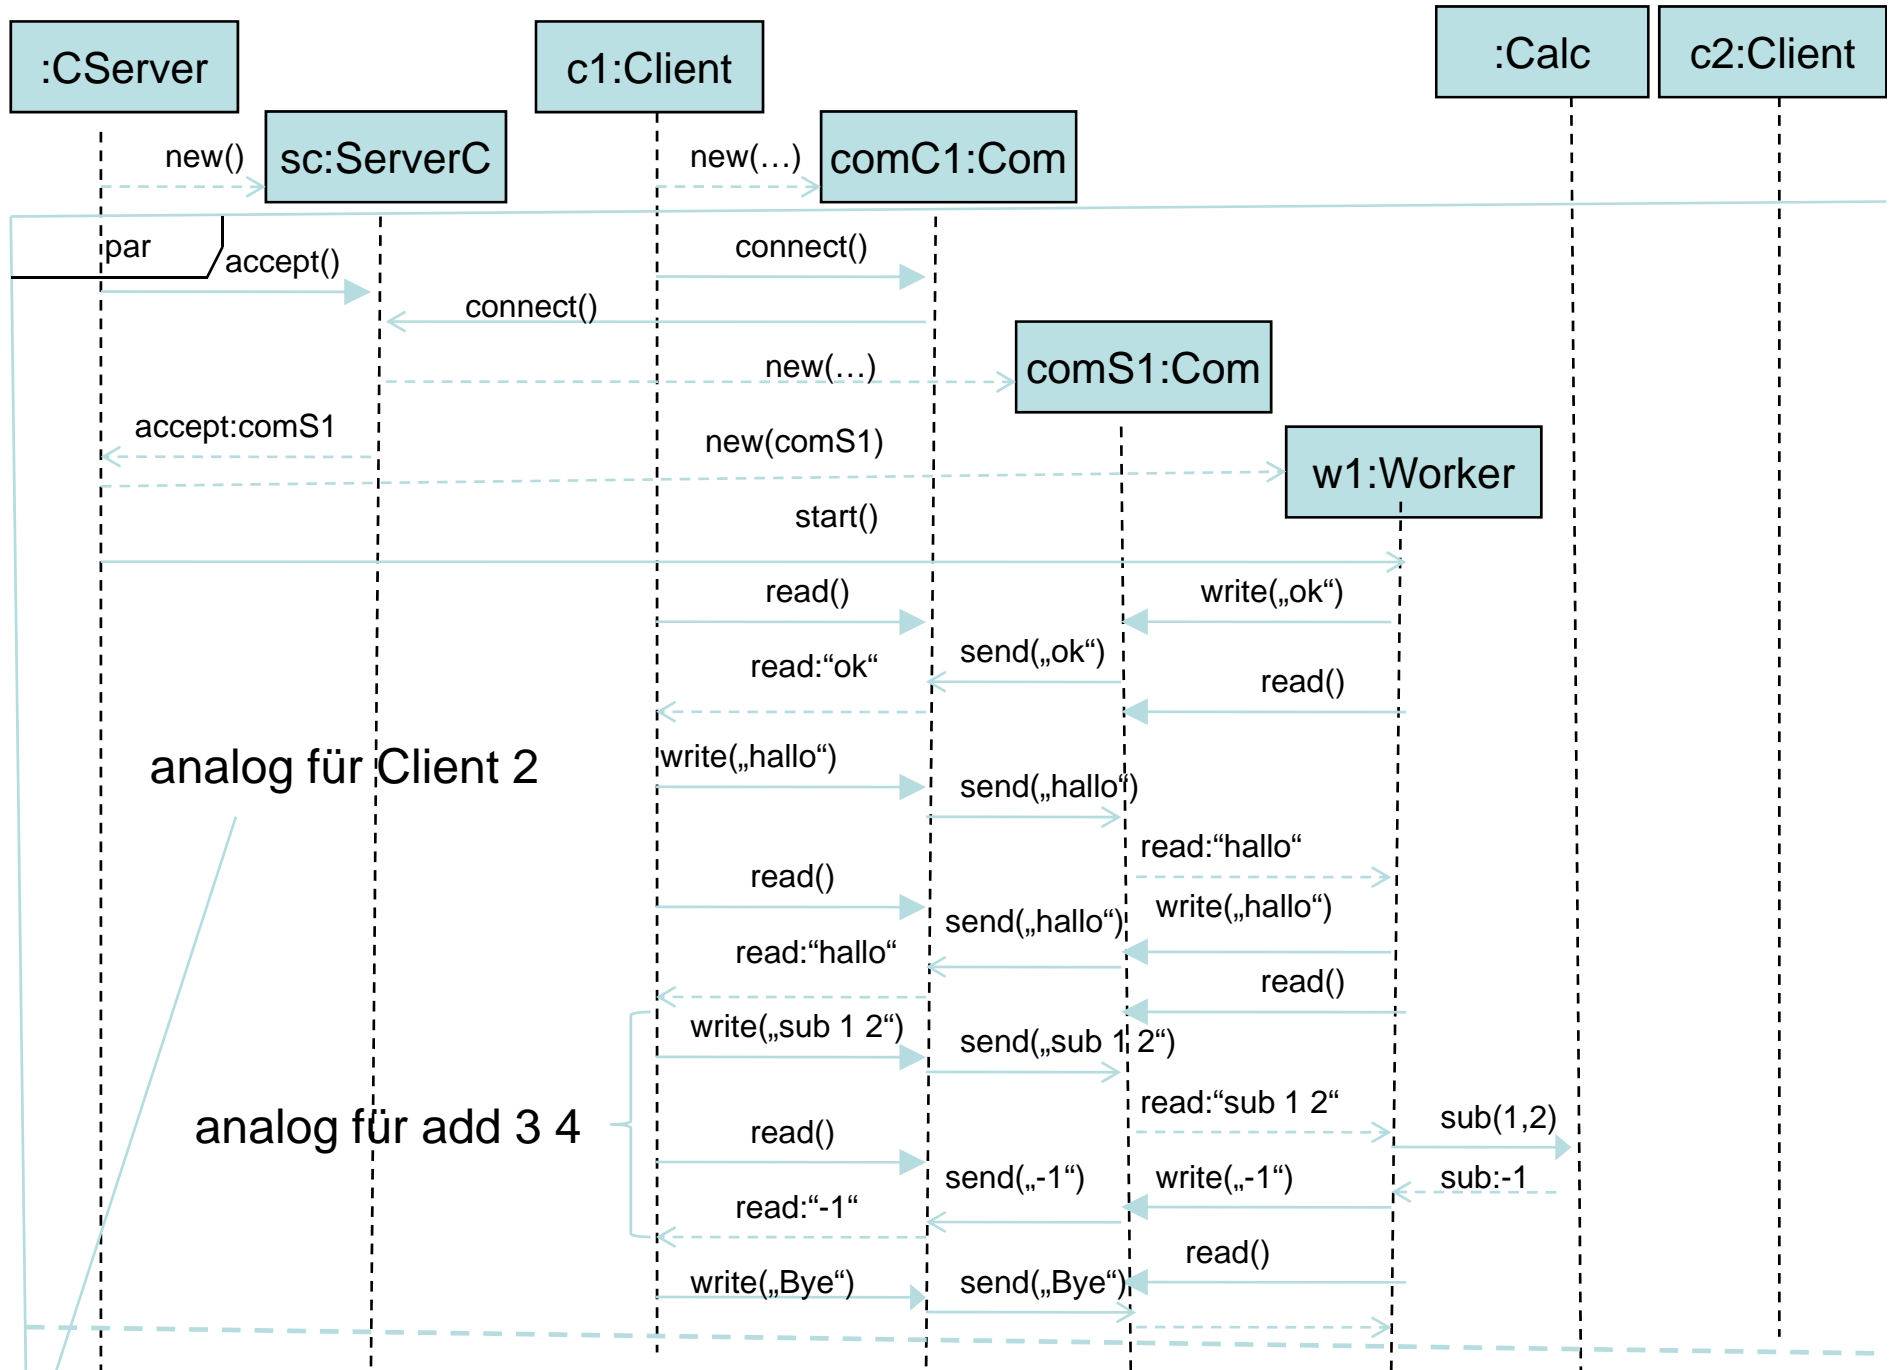 :CServer
c1:Client
:Calc
c2:Client
new()
sc:ServerC
new(…)
comC1:Com
par
accept()
connect()
connect()
new(…)
comS1:Com
accept:comS1
new(comS1)
w1:Worker
start()
read()
write(„ok“)
send(„ok“)
read:“ok“
read()
analog für Client 2
write(„hallo“)
send(„hallo“)
read:“hallo“
read()
write(„hallo“)
send(„hallo“)
read:“hallo“
read()
write(„sub 1 2“)
send(„sub 1 2“)
read:“sub 1 2“
sub(1,2)
analog für add 3 4
read()
send(„-1“)
write(„-1“)
sub:-1
read:“-1“
read()
write(„Bye“)
send(„Bye“)